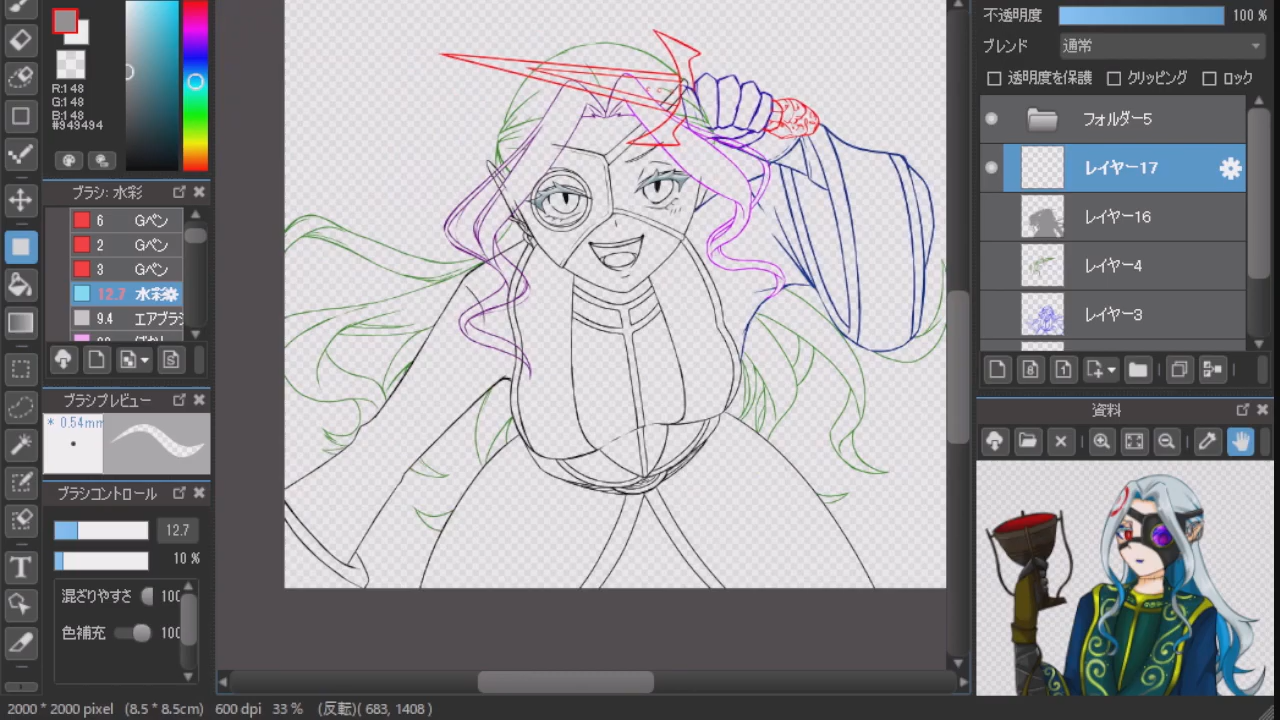 R:148
G:148
B:148
#949494
ブラシ: 水彩
6 Gペン
2 Gペン
3 Gペン
12.7 水彩
9.4 エアブラシ
ブラシプレビュー
* 0.54mm
ブラシコントロール
12.7
10 %
混ざりやすさ 100
色補充 100
2000 * 2000 pixel (8.5 * 8.5cm) 600 dpi 33 % (反転)( 683, 1408 )
不透明度 100 %
ブレンド 通常
透明度を保護 クリッピング ロック
フォルダー5
レイヤー17
レイヤー16
レイヤー4
レイヤー3
8
1
資料
T
S